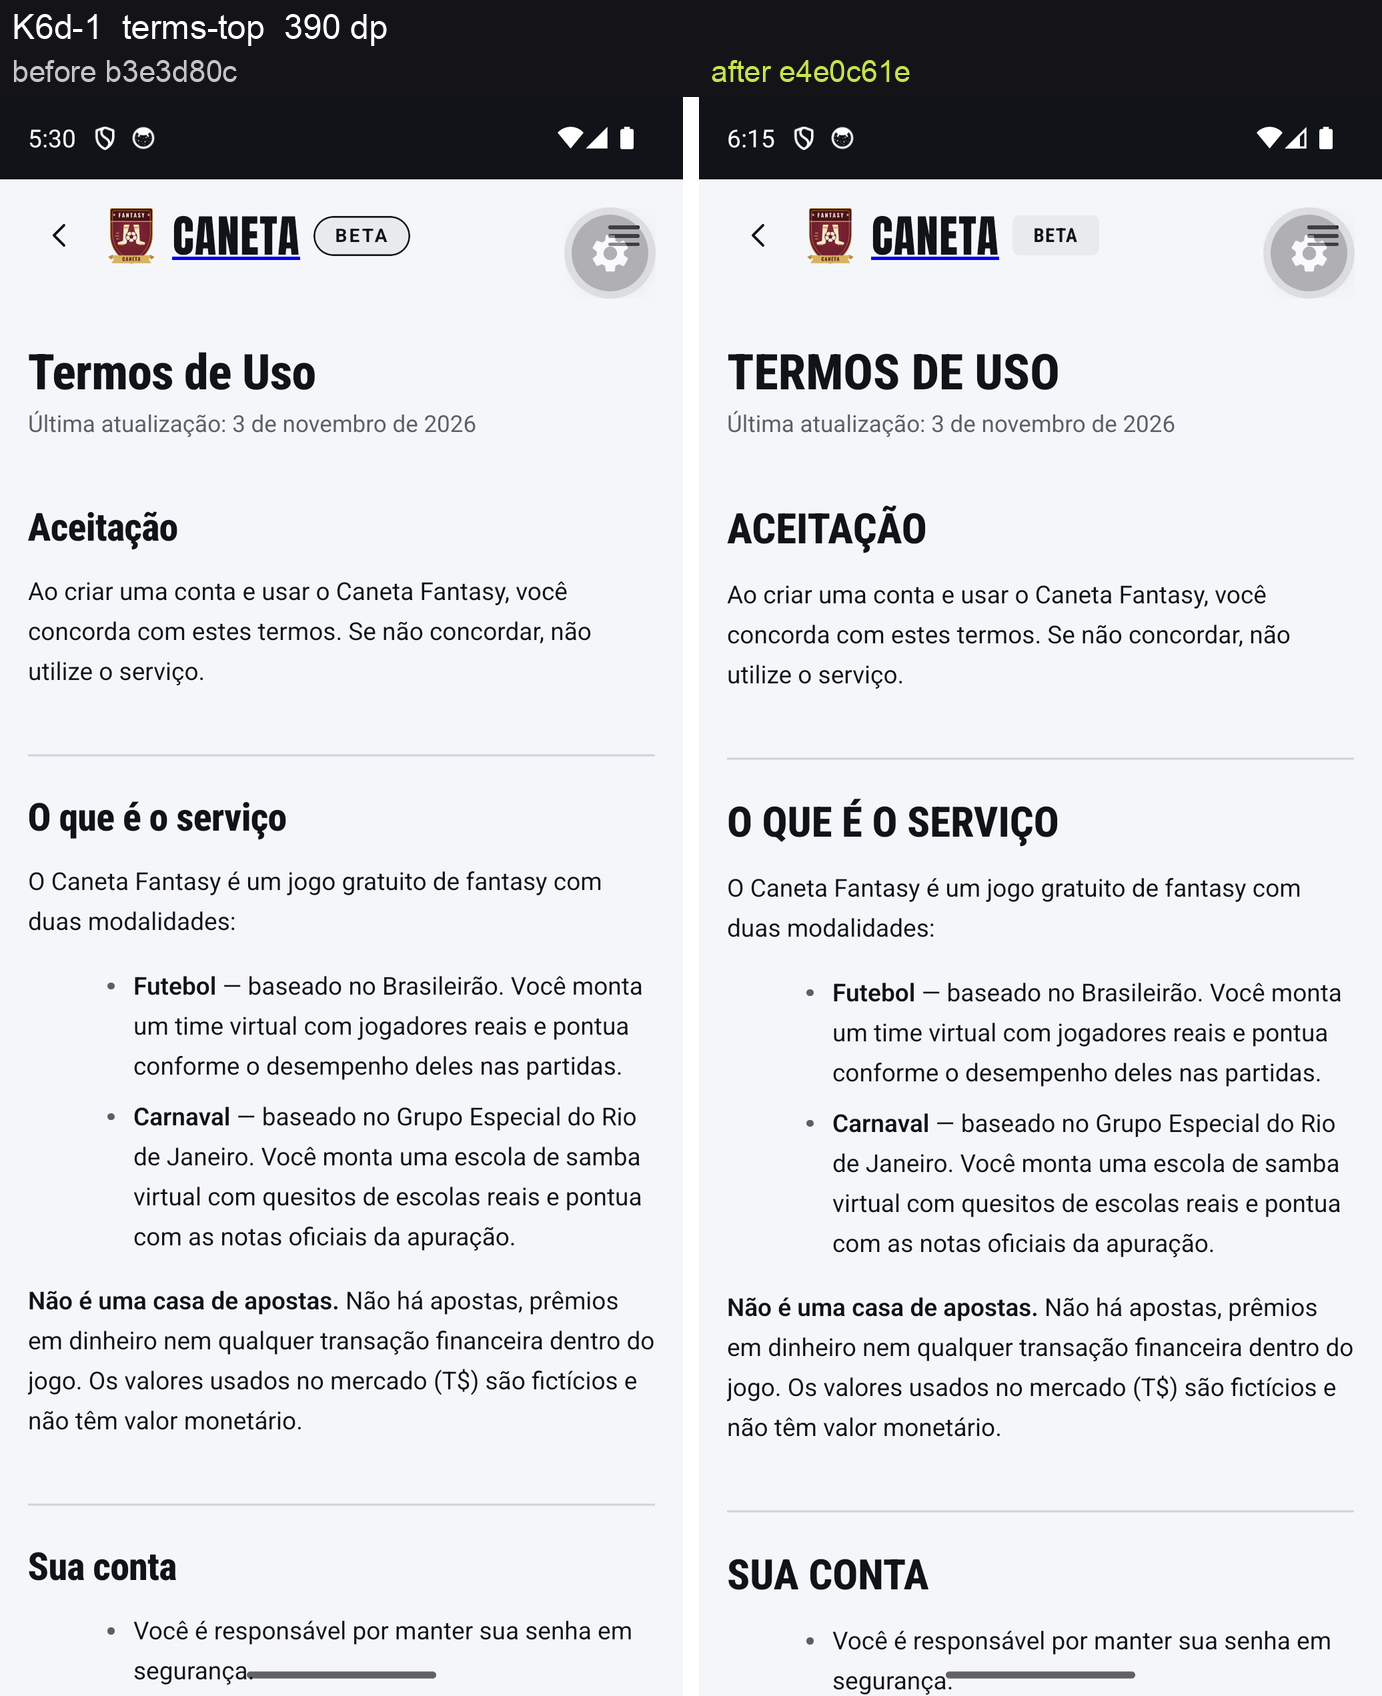 K6d-1 terms-top 390 dp
before b3e3d80c
after e4e0c61e
5:30
FANTASY
CANETA
CANETA
BETA
Termos de Uso
Última atualização: 3 de novembro de 2026
Aceitação
Ao criar uma conta e usar o Caneta Fantasy, você
concorda com estes termos. Se não concordar, não
utilize o serviço.
O que é o serviço
O Caneta Fantasy é um jogo gratuito de fantasy com
duas modalidades:
• Futebol — baseado no Brasileirão. Você monta
um time virtual com jogadores reais e pontua
conforme o desempenho deles nas partidas.
• Carnaval — baseado no Grupo Especial do Rio
de Janeiro. Você monta uma escola de samba
virtual com quesitos de escolas reais e pontua
com as notas oficiais da apuração.
Não é uma casa de apostas. Não há apostas, prêmios
em dinheiro nem qualquer transação financeira dentro do
jogo. Os valores usados no mercado (T$) são fictícios e
não têm valor monetário.
Sua conta
• Você é responsável por manter sua senha em
segurança.
6:15
FANTASY
CANETA
CANETA
BETA
TERMOS DE USO
Última atualização: 3 de novembro de 2026
ACEITAÇÃO
Ao criar uma conta e usar o Caneta Fantasy, você
concorda com estes termos. Se não concordar, não
utilize o serviço.
O QUE É O SERVIÇO
O Caneta Fantasy é um jogo gratuito de fantasy com
duas modalidades:
• Futebol — baseado no Brasileirão. Você monta
um time virtual com jogadores reais e pontua
conforme o desempenho deles nas partidas.
• Carnaval — baseado no Grupo Especial do Rio
de Janeiro. Você monta uma escola de samba
virtual com quesitos de escolas reais e pontua
com as notas oficiais da apuração.
Não é uma casa de apostas. Não há apostas, prêmios
em dinheiro nem qualquer transação financeira dentro do
jogo. Os valores usados no mercado (T$) são fictícios e
não têm valor monetário.
SUA CONTA
• Você é responsável por manter sua senha em
segurança.